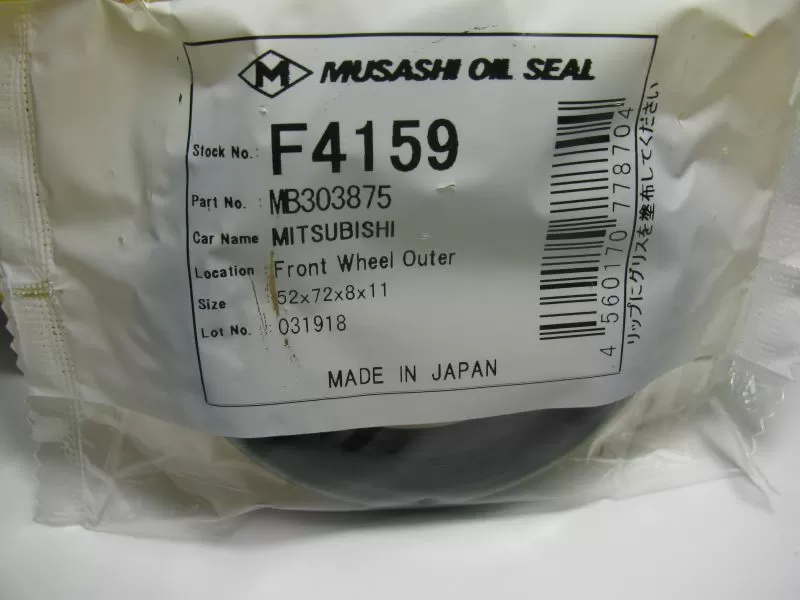 M MUSASHI OIL SEAL
Stock No.: F4159
Part No. : MB303875
Car Name : MITSUBISHI
Location : Front Wheel Outer
Size : 52x72x8x11
Lot No. : 031918
MADE IN JAPAN
4 560170 778704
リップにグリスを塗布してください